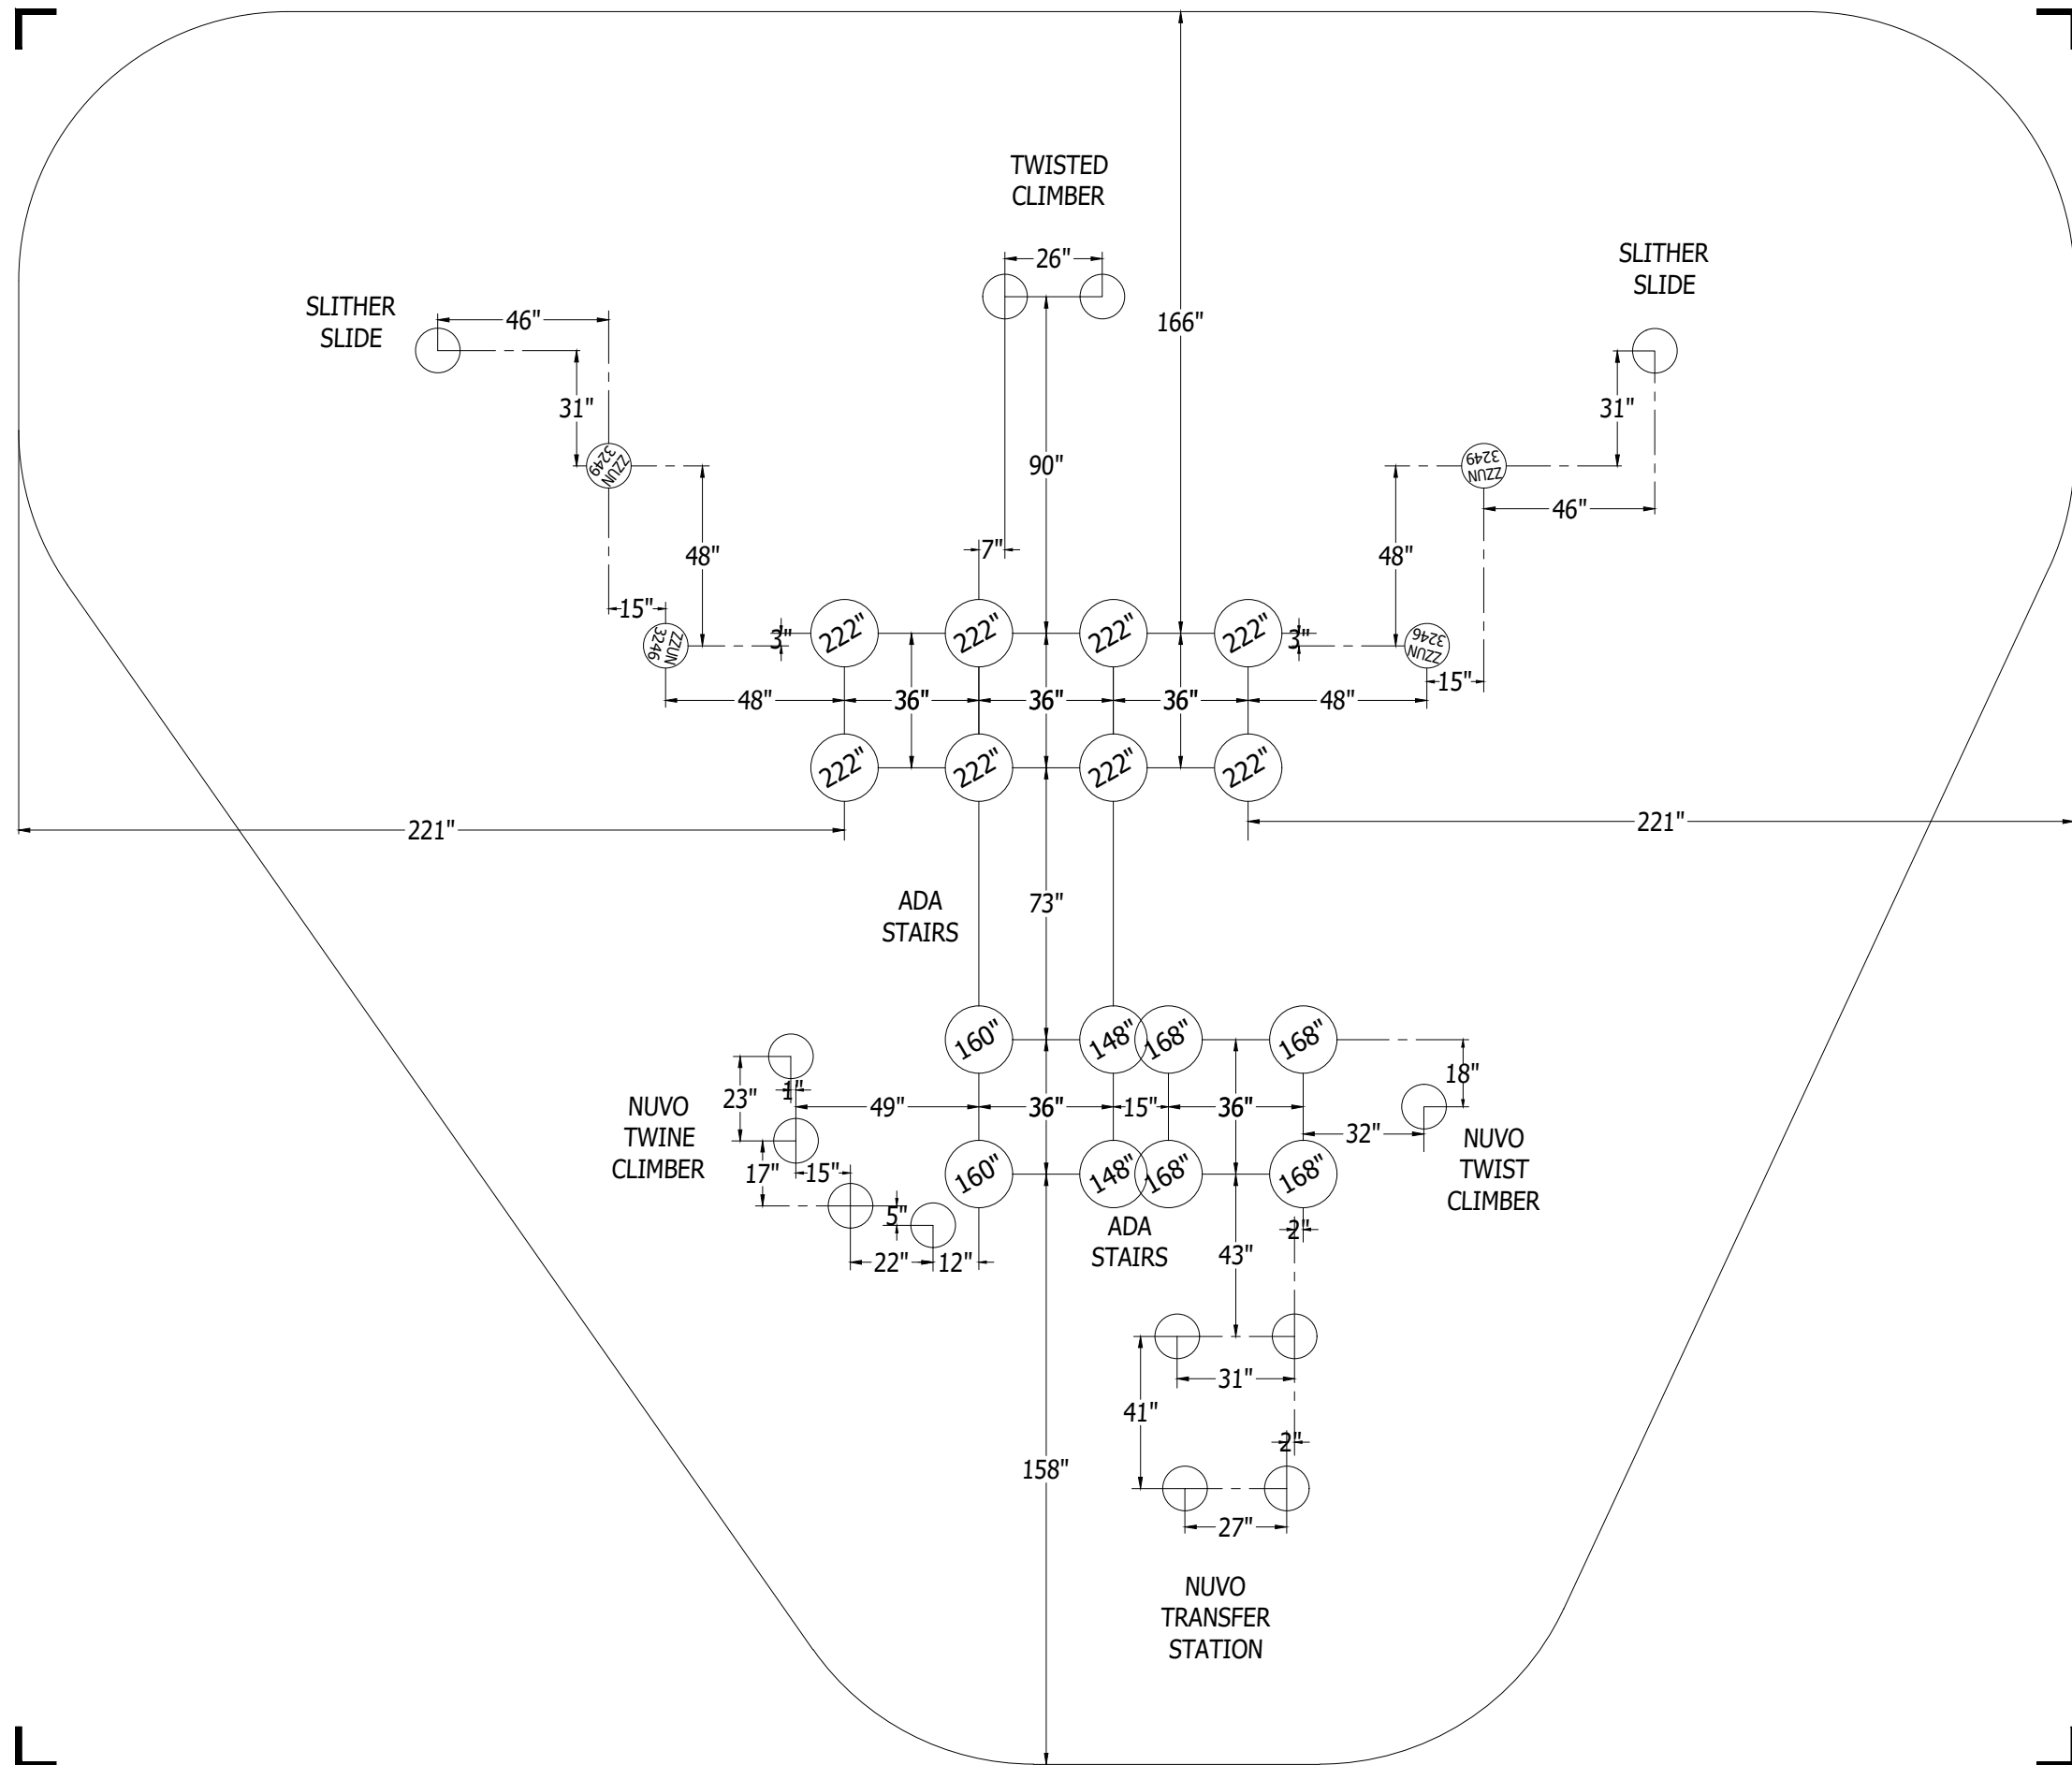 TWISTED
CLIMBER
26"
SLITHER
SLIDE
SLITHER
SLIDE
46"
166"
31"
31"
ZZUN
3249
90"
ZZUN
3249
46"
7"
48"
48"
15"
ZZUN
3246
3"
222"
222"
222"
222"
3"
ZZUN
3246
15"
48"
36"
36"
36"
48"
222"
222"
222"
222"
221"
221"
ADA
STAIRS
73"
160"
148"
168"
168"
18"
23"
1"
49"
36"
15"
36"
32"
NUVO
TWINE
CLIMBER
NUVO
TWIST
CLIMBER
17"
15"
160"
148"
168"
168"
5"
22"
12"
ADA
STAIRS
43"
2"
31"
41"
2"
158"
27"
NUVO
TRANSFER
STATION